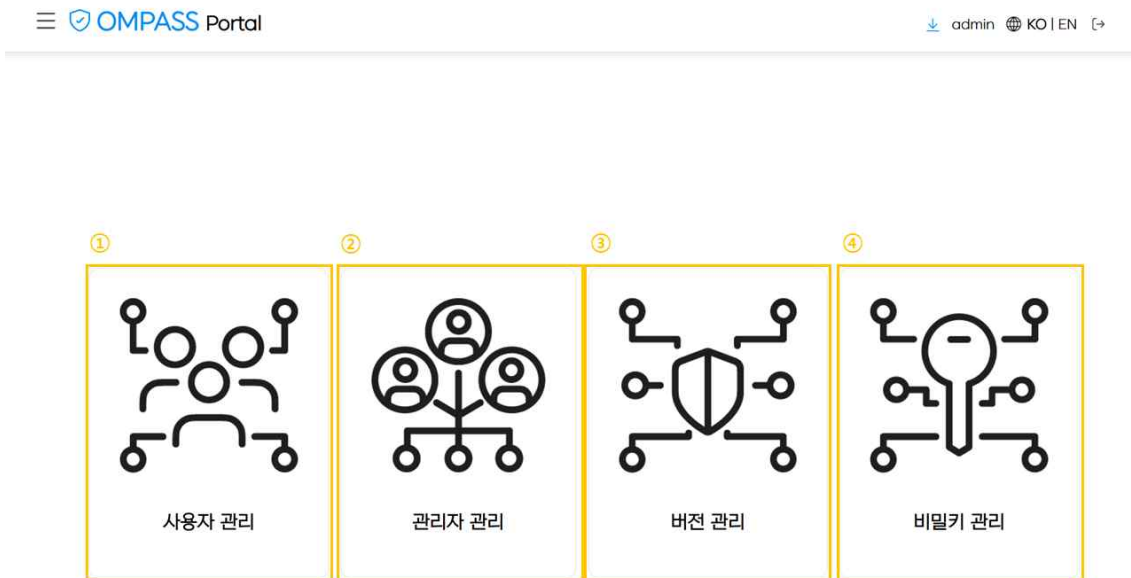 OMPASS Portal
admin KO | EN
① ② ③ ④
사용자 관리 관리자 관리 버전 관리 비밀키 관리